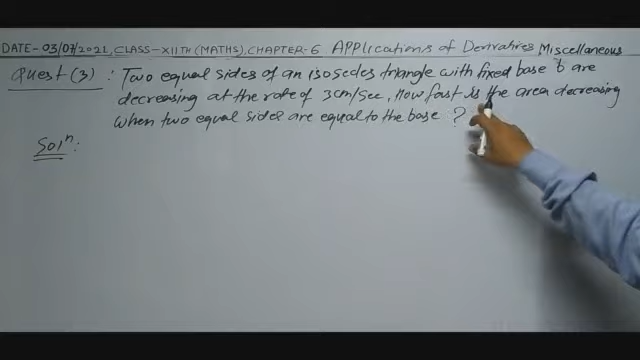 DATE-03/07/2021, CLASS-XIITH (MATHS), CHAPTER-6 APPlications of Derivatives Miscellaneous
Quest (3) : Two equal sides of an isosceles triangle with fixed base b are
decreasing at the rate of 3cm/sec, How fast is the area decreasing
when two equal sides are equal to the base ?
Solⁿ: